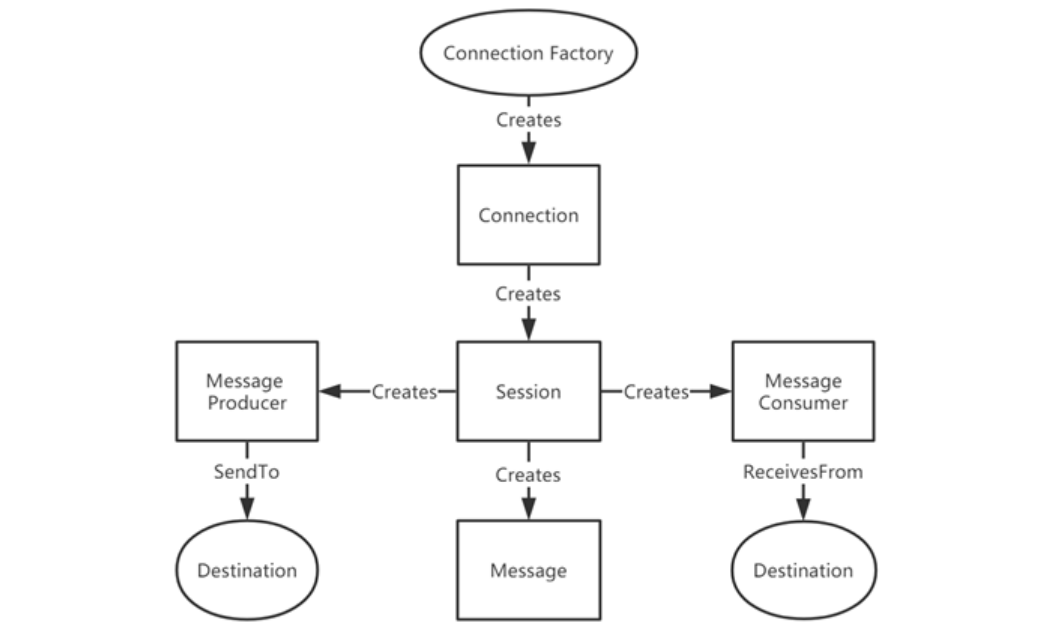 Connection Factory
Creates
Connection
Creates
Message
Producer
Creates
Session
Creates
Message
Consumer
SendTo
Creates
ReceivesFrom
Destination
Message
Destination